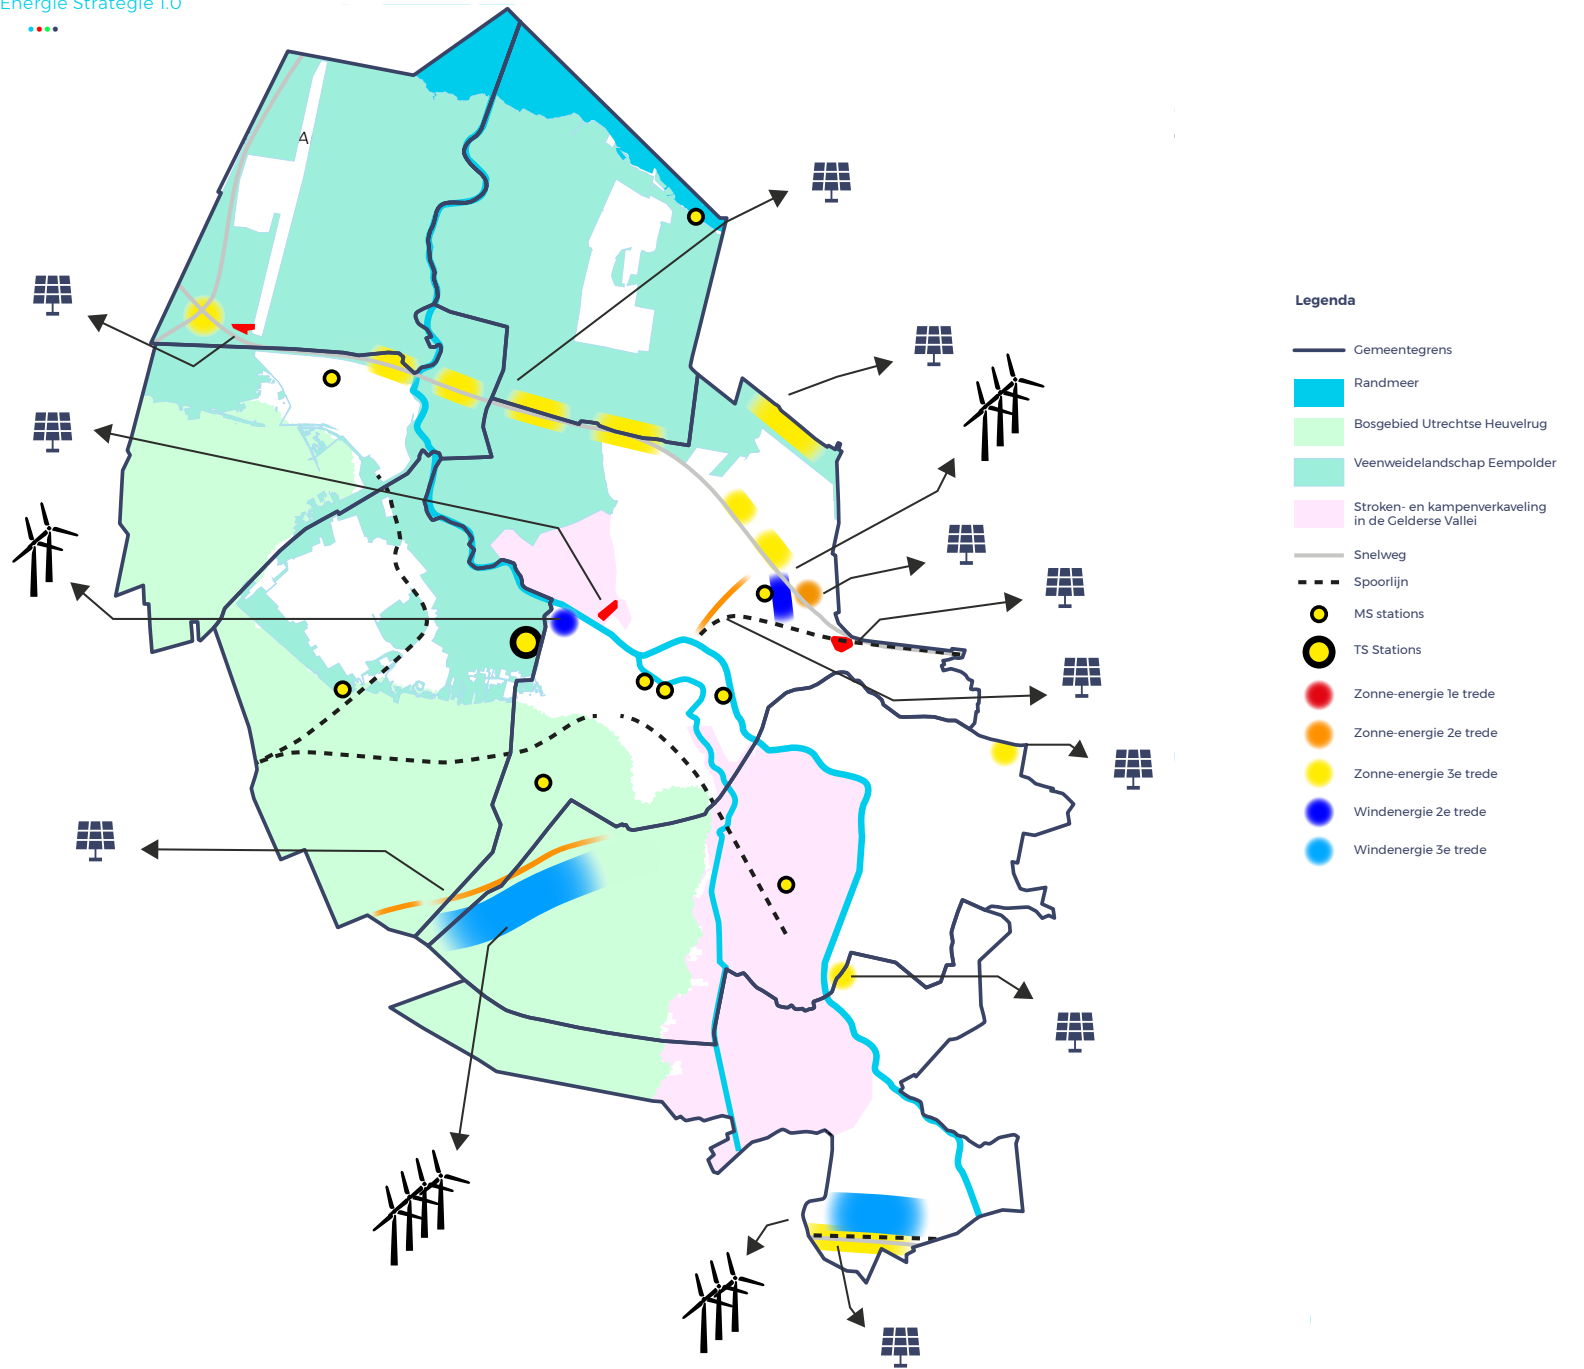 Energie Strategie 1.0
A
Legenda
Gemeentegrens
Randmeer
Bosgebied Utrechtse Heuvelrug
Veenweidelandschap Eempolder
Stroken- en kampenverkaveling
in de Gelderse Vallei
Snelweg
Spoorlijn
MS stations
TS Stations
Zonne-energie 1e trede
Zonne-energie 2e trede
Zonne-energie 3e trede
Windenergie 2e trede
Windenergie 3e trede